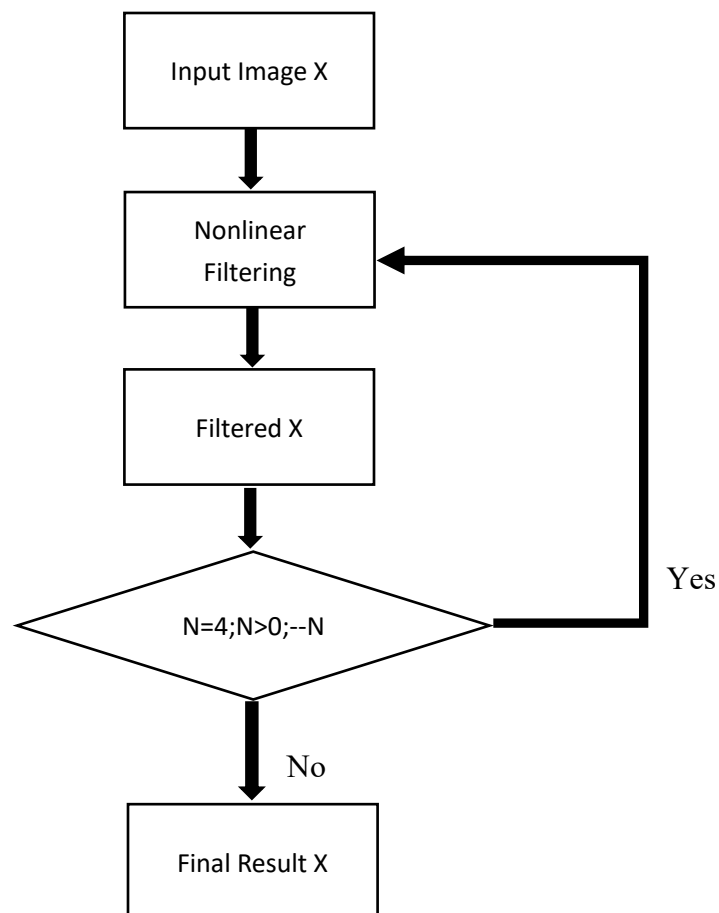 Input Image X
Nonlinear
Filtering
Filtered X
N=4;N>0;--N
Yes
No
Final Result X